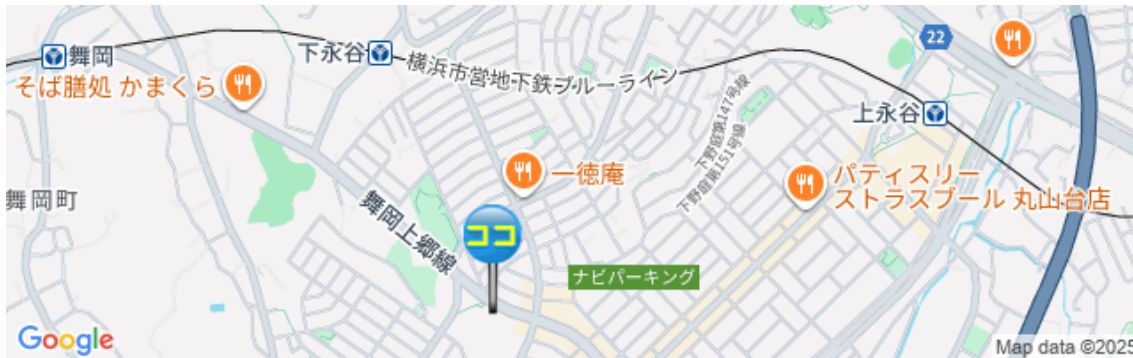 舞岡
下永谷
22
そば膳処 かまくら
横浜市営地下鉄ブルーライン
上永谷
下野庭第147号線
下野庭第151号線
一徳庵
パティスリー
ストラスブール 丸山台店
舞岡町
舞岡上郷線
ココ
ナビパーキング
Google
Map data ©2025